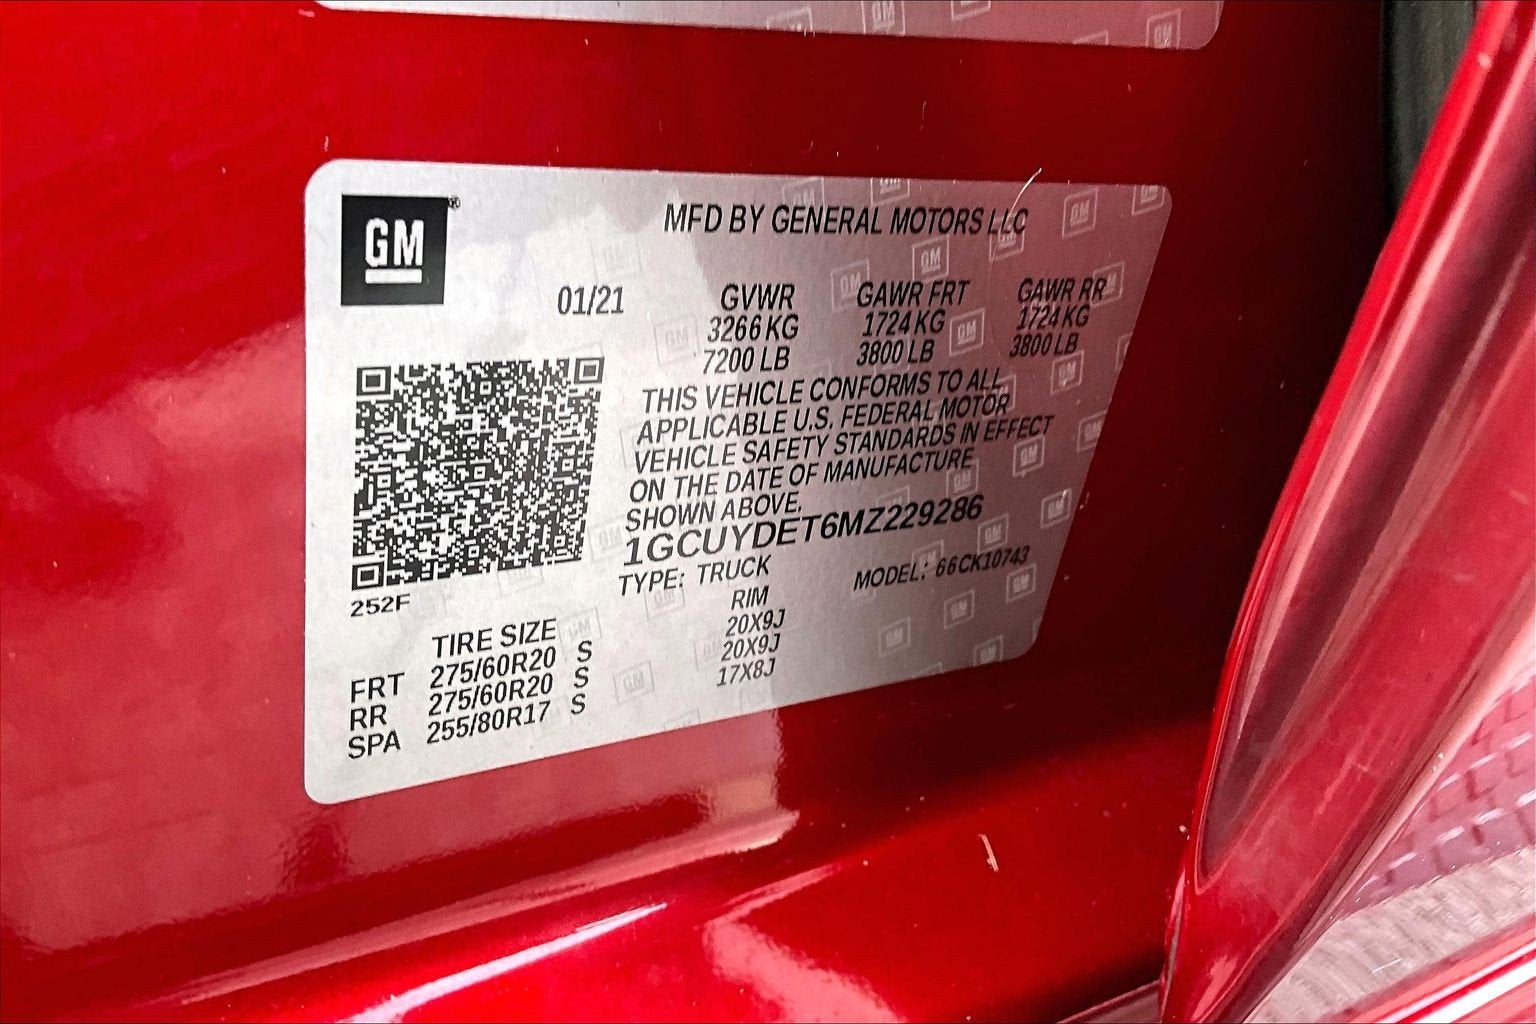 GM®
MFD BY GENERAL MOTORS LLC
01/21
GVWR GAWR FRT GAWR RR
3266 KG 1724 KG 1724 KG
7200 LB 3800 LB 3800 LB
THIS VEHICLE CONFORMS TO ALL
APPLICABLE U.S. FEDERAL MOTOR
VEHICLE SAFETY STANDARDS IN EFFECT
ON THE DATE OF MANUFACTURE
SHOWN ABOVE.
1GCUYDET6MZ229286
TYPE: TRUCK MODEL: 66CK10743
252F
TIRE SIZE RIM
FRT 275/60R20 S 20X9J
RR 275/60R20 S 20X9J
SPA 255/80R17 S 17X8J